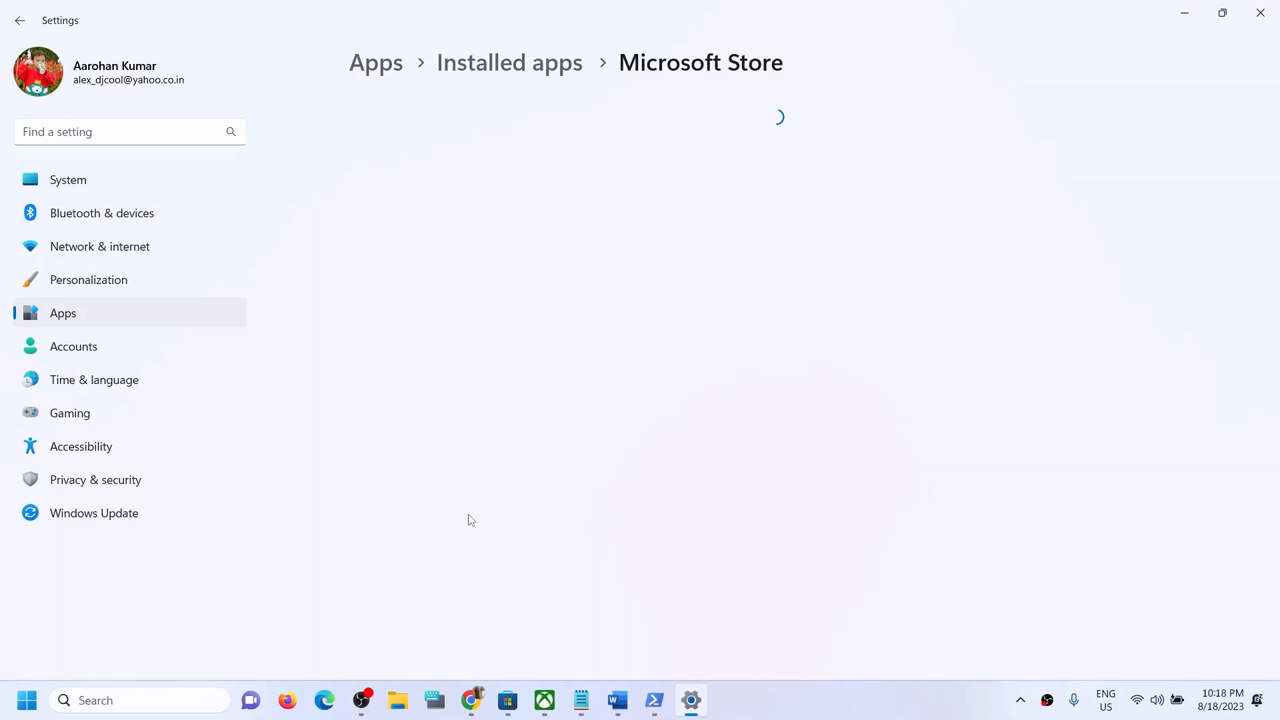 Settings
Aarohan Kumar
alex_djcool@yahoo.co.in
Find a setting
System
Bluetooth & devices
Network & internet
Personalization
Apps
Accounts
Time & language
Gaming
Accessibility
Privacy & security
Windows Update
Apps > Installed apps > Microsoft Store
Search
ENG
US
10:18 PM
8/18/2023